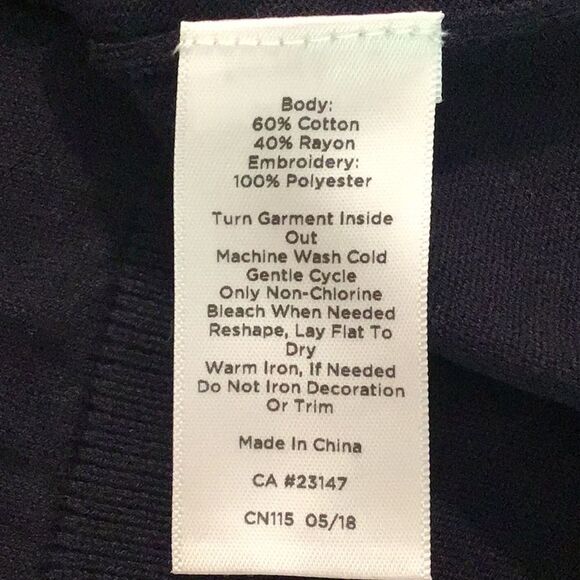 Body:
60% Cotton
40% Rayon
Embroidery:
100% Polyester
Turn Garment Inside
Out
Machine Wash Cold
Gentle Cycle
Only Non-Chlorine
Bleach When Needed
Reshape, Lay Flat To
Dry
Warm Iron, If Needed
Do Not Iron Decoration
Or Trim
Made In China
CA #23147
CN115 05/18